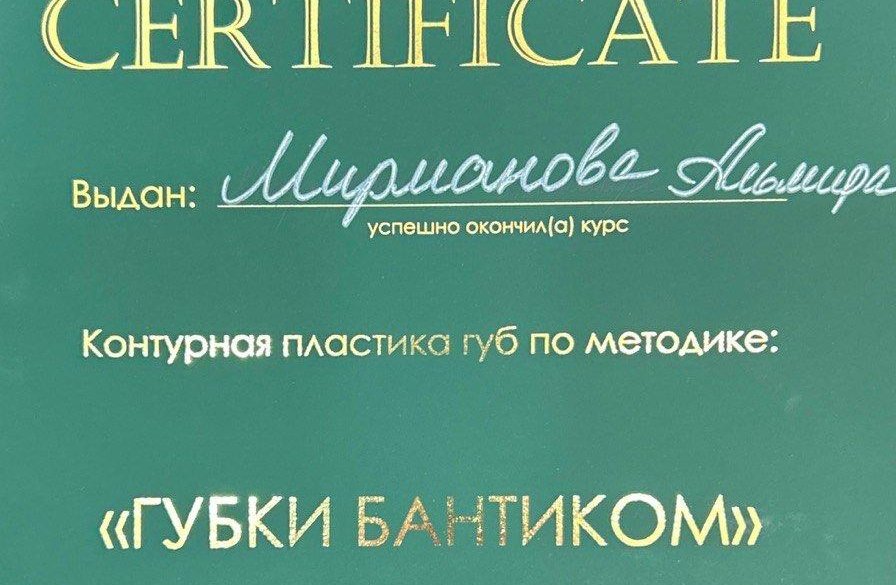 CERTIFICATE
Выдан: Мирманова Альмира
успешно окончил(а) курс
Контурная пластика губ по методике:
«ГУБКИ БАНТИКОМ»